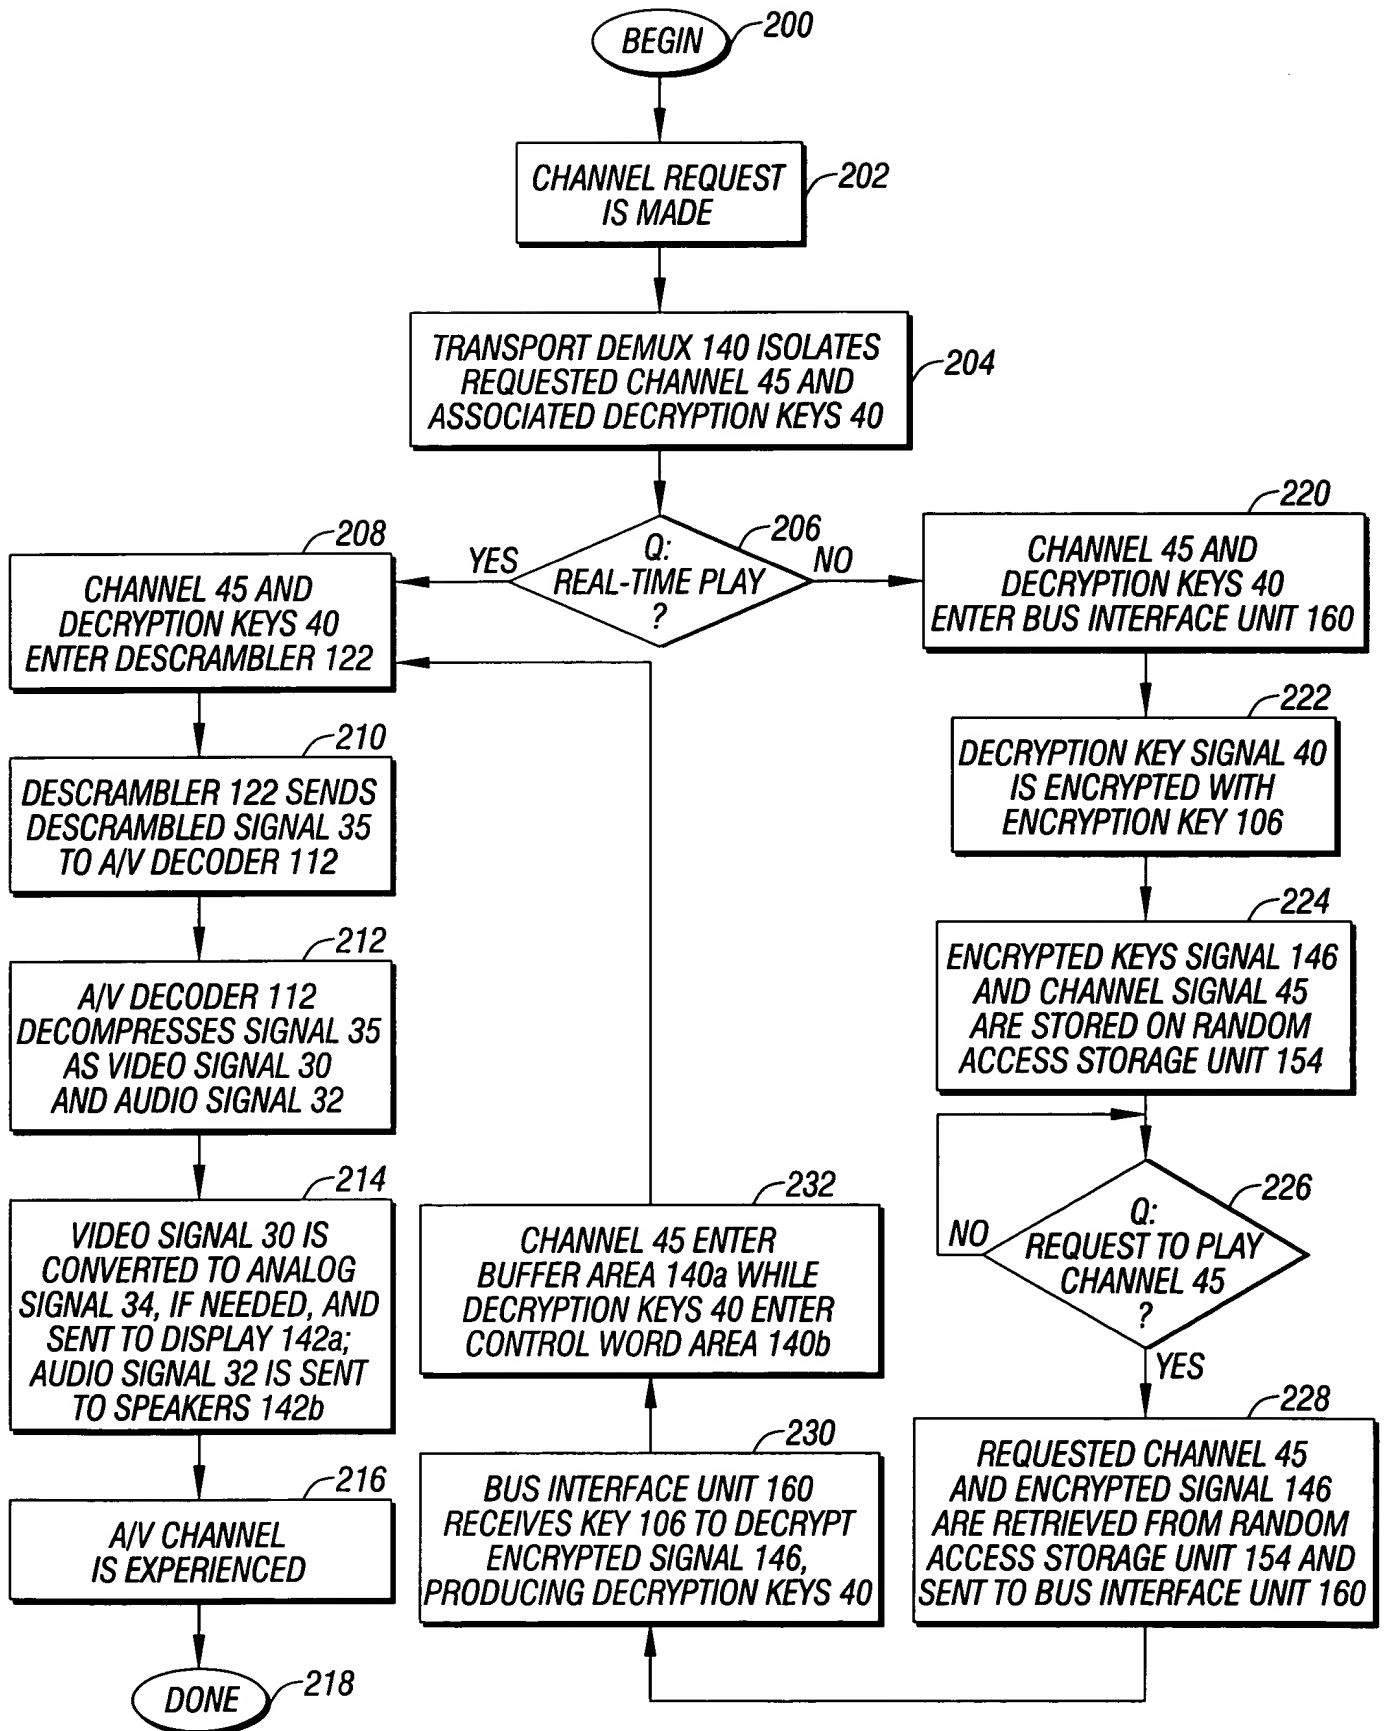 BEGIN
200
CHANNEL REQUEST
IS MADE
202
TRANSPORT DEMUX 140 ISOLATES
REQUESTED CHANNEL 45 AND
ASSOCIATED DECRYPTION KEYS 40
204
206
Q:
REAL-TIME PLAY
?
YES
NO
208
CHANNEL 45 AND
DECRYPTION KEYS 40
ENTER DESCRAMBLER 122
210
DESCRAMBLER 122 SENDS
DESCRAMBLED SIGNAL 35
TO A/V DECODER 112
212
A/V DECODER 112
DECOMPRESSES SIGNAL 35
AS VIDEO SIGNAL 30
AND AUDIO SIGNAL 32
214
VIDEO SIGNAL 30 IS
CONVERTED TO ANALOG
SIGNAL 34, IF NEEDED, AND
SENT TO DISPLAY 142a;
AUDIO SIGNAL 32 IS SENT
TO SPEAKERS 142b
216
A/V CHANNEL
IS EXPERIENCED
DONE
218
220
CHANNEL 45 AND
DECRYPTION KEYS 40
ENTER BUS INTERFACE UNIT 160
222
DECRYPTION KEY SIGNAL 40
IS ENCRYPTED WITH
ENCRYPTION KEY 106
224
ENCRYPTED KEYS SIGNAL 146
AND CHANNEL SIGNAL 45
ARE STORED ON RANDOM
ACCESS STORAGE UNIT 154
226
Q:
REQUEST TO PLAY
CHANNEL 45
?
NO
YES
228
REQUESTED CHANNEL 45
AND ENCRYPTED SIGNAL 146
ARE RETRIEVED FROM RANDOM
ACCESS STORAGE UNIT 154 AND
SENT TO BUS INTERFACE UNIT 160
230
BUS INTERFACE UNIT 160
RECEIVES KEY 106 TO DECRYPT
ENCRYPTED SIGNAL 146,
PRODUCING DECRYPTION KEYS 40
232
CHANNEL 45 ENTER
BUFFER AREA 140a WHILE
DECRYPTION KEYS 40 ENTER
CONTROL WORD AREA 140b